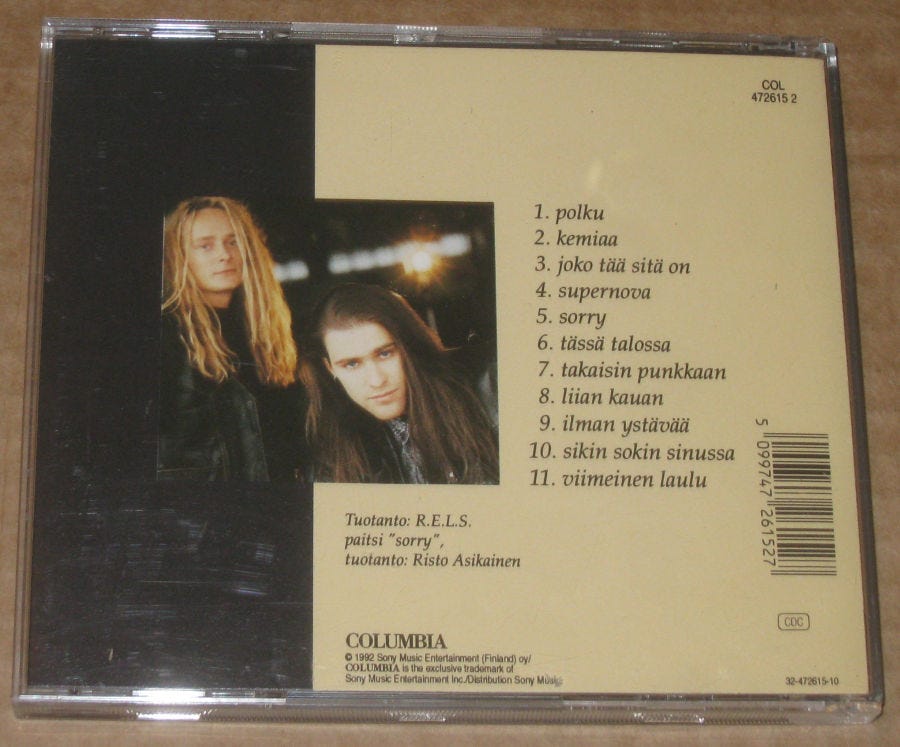 COL
472615 2
1. polku
2. kemiaa
3. joko tää sitä on
4. supernova
5. sorry
6. tässä talossa
7. takaisin punkkaan
8. liian kauan
9. ilman ystävää
10. sikin sokin sinussa
11. viimeinen laulu
5 099747 261527
Tuotanto: R.E.L.S.
paitsi "sorry",
tuotanto: Risto Asikainen
CDC
COLUMBIA
© 1992 Sony Music Entertainment (Finland) oy/
COLUMBIA is the exclusive trademark of
Sony Music Entertainment Inc./Distribution Sony Music
32-472615-10